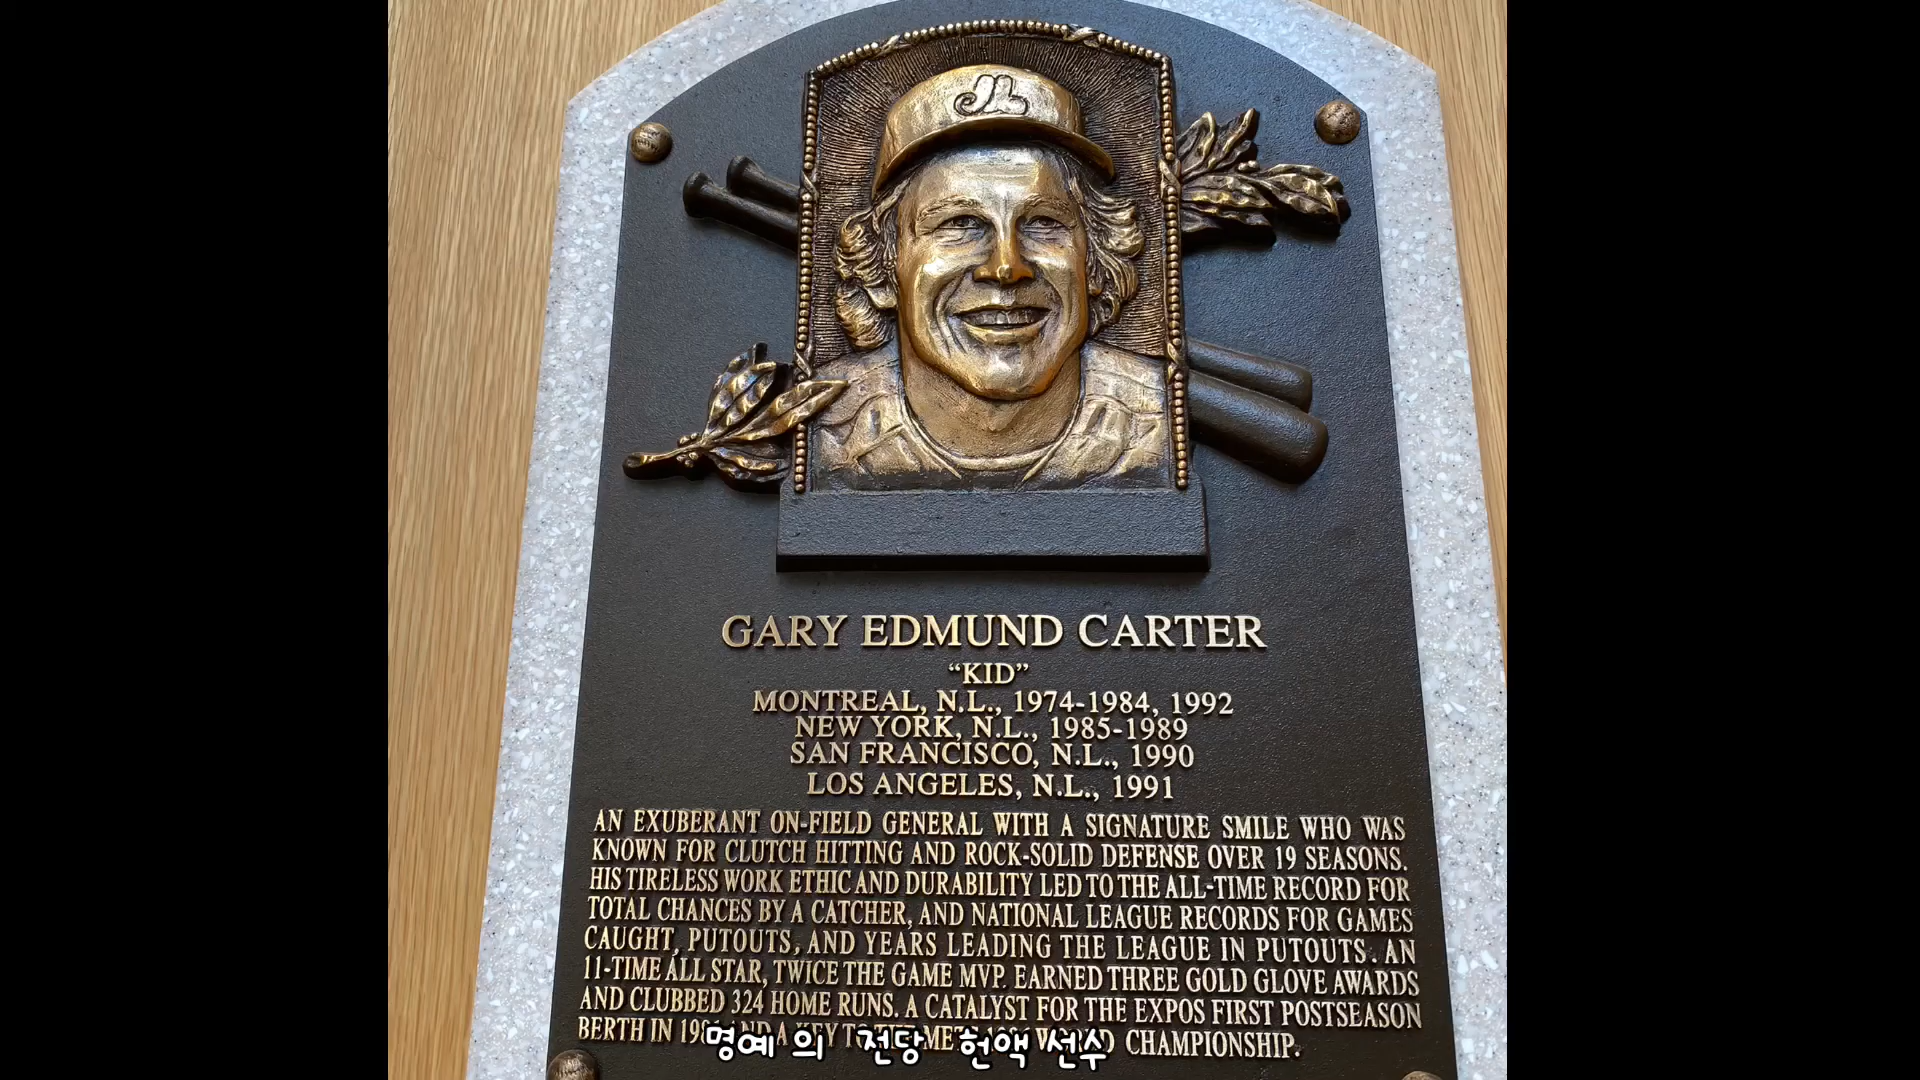 GARY EDMUND CARTER
“KID”
MONTREAL, N.L., 1974-1984, 1992
NEW YORK, N.L., 1985-1989
SAN FRANCISCO, N.L., 1990
LOS ANGELES, N.L., 1991
AN EXUBERANT ON-FIELD GENERAL WITH A SIGNATURE SMILE WHO WAS
KNOWN FOR CLUTCH HITTING AND ROCK-SOLID DEFENSE OVER 19 SEASONS.
HIS TIRELESS WORK ETHIC AND DURABILITY LED TO THE ALL-TIME RECORD FOR
TOTAL CHANCES BY A CATCHER, AND NATIONAL LEAGUE RECORDS FOR GAMES
CAUGHT, PUTOUTS, AND YEARS LEADING THE LEAGUE IN PUTOUTS. AN
11-TIME ALL STAR, TWICE THE GAME MVP. EARNED THREE GOLD GLOVE AWARDS
AND CLUBBED 324 HOME RUNS. A CATALYST FOR THE EXPOS FIRST POSTSEASON
BERTH IN CHAMPIONSHIP.
명예 의 전당 헌액 선수